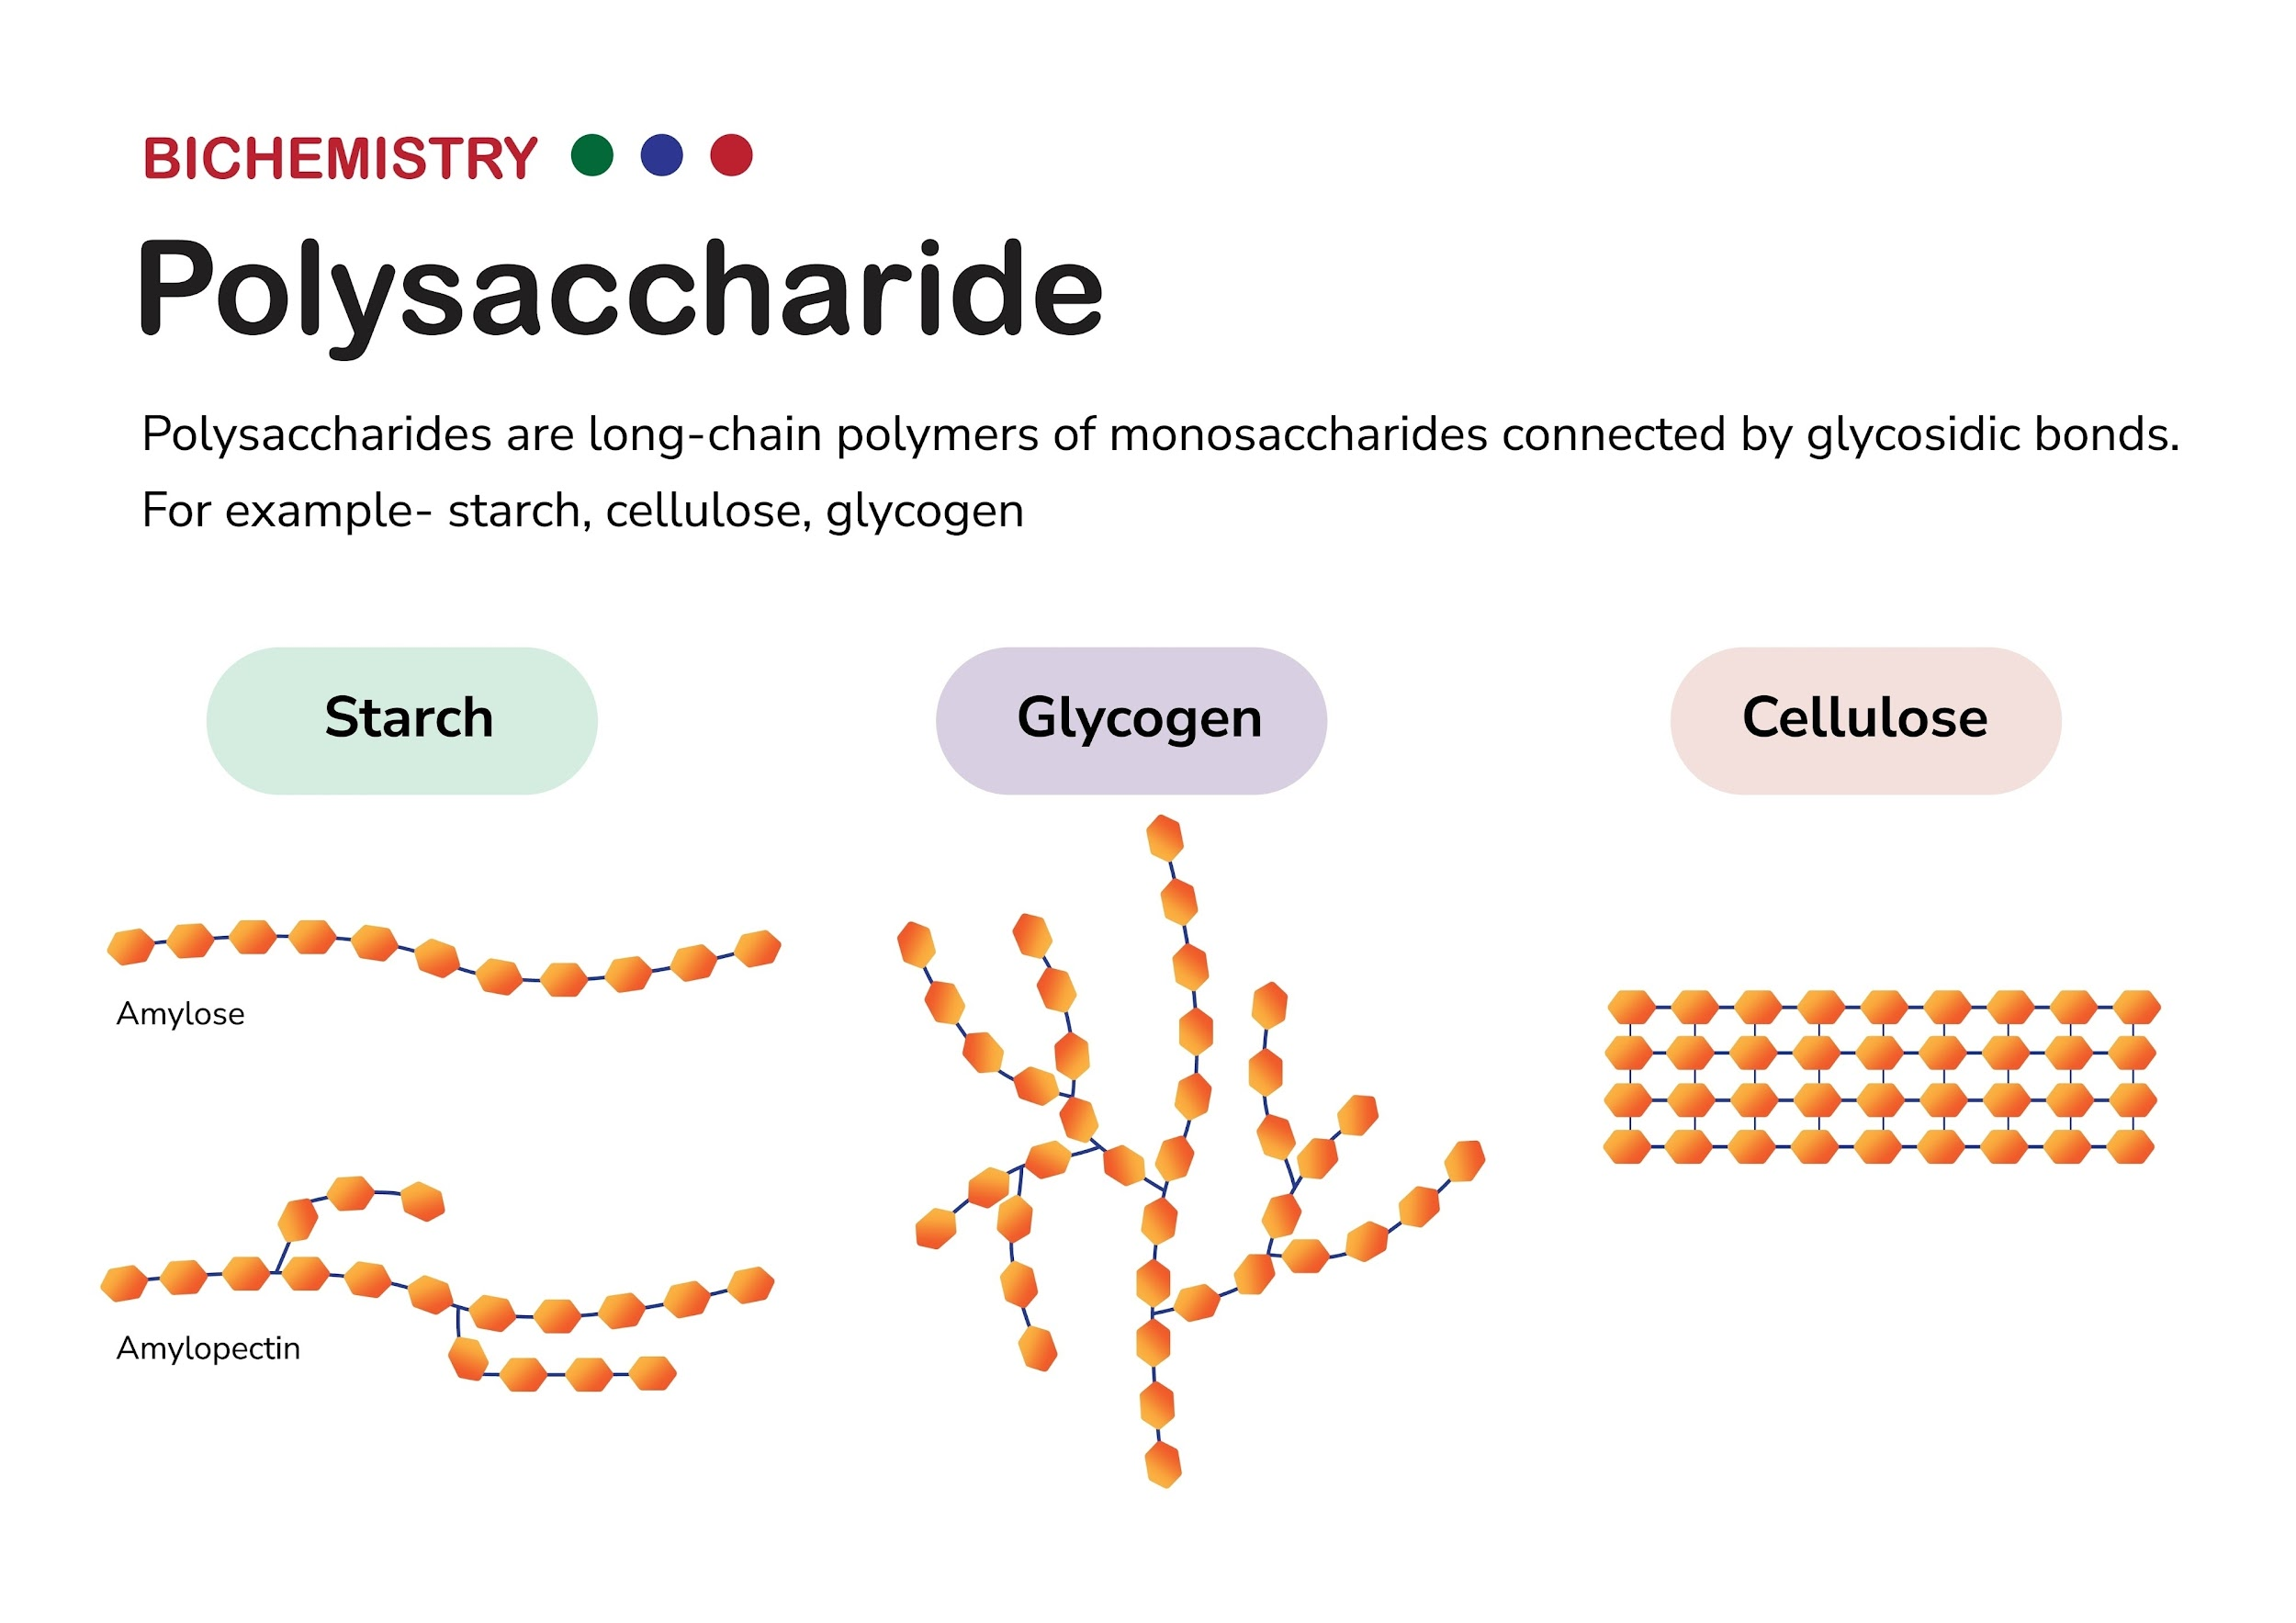 BICHEMISTRY
Polysaccharide
Polysaccharides are long-chain polymers of monosaccharides connected by glycosidic bonds.
For example- starch, cellulose, glycogen
Starch
Glycogen
Cellulose
Amylose
Amylopectin